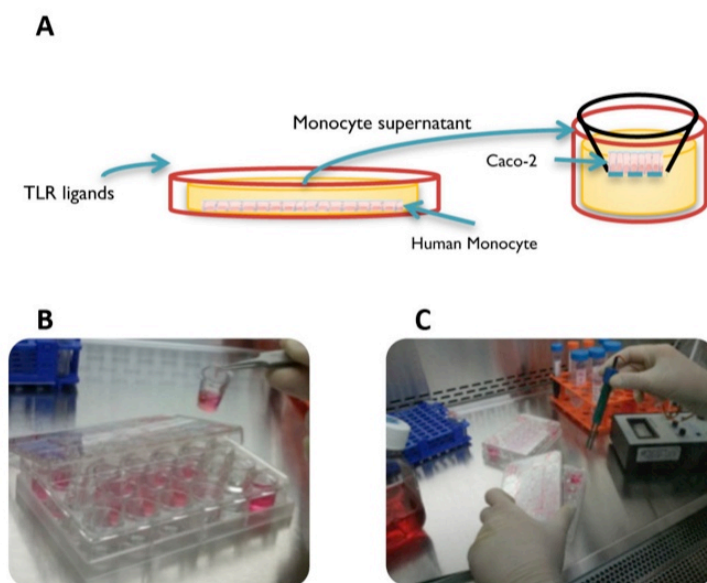 A
Monocyte supernatant
Caco-2
TLR ligands
Human Monocyte
B
C